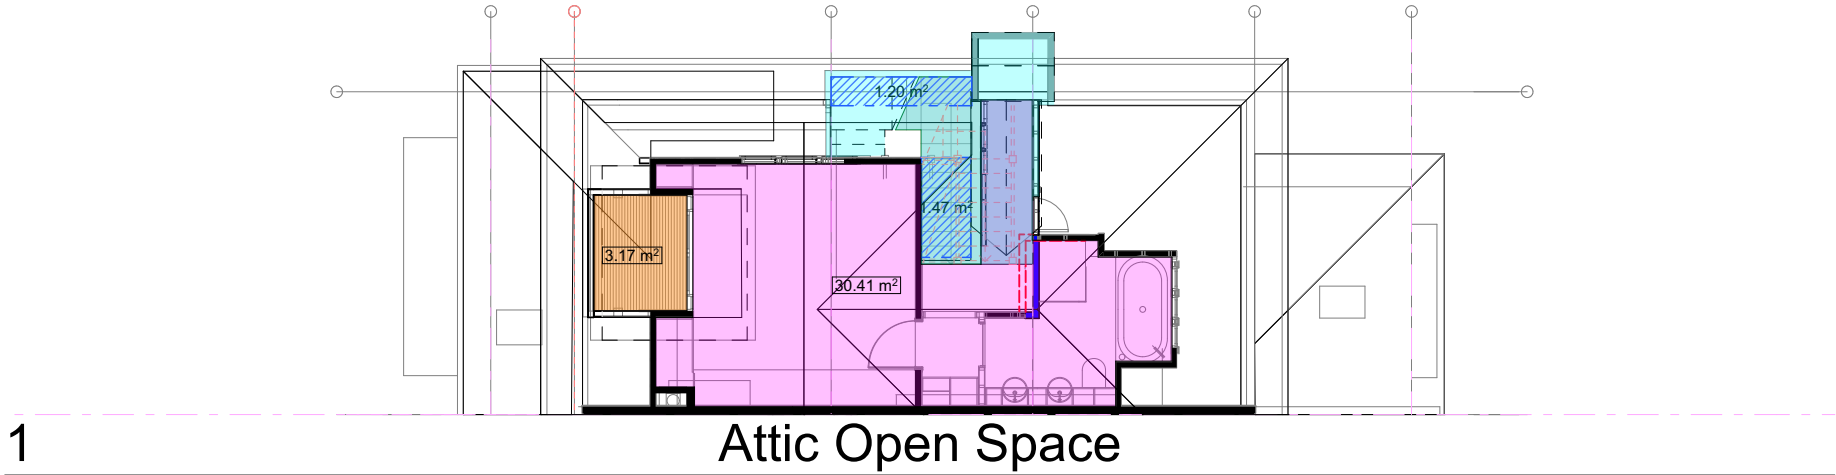 1.20 m²
1.47 m²
3.17 m²
30.41 m²
1
Attic Open Space